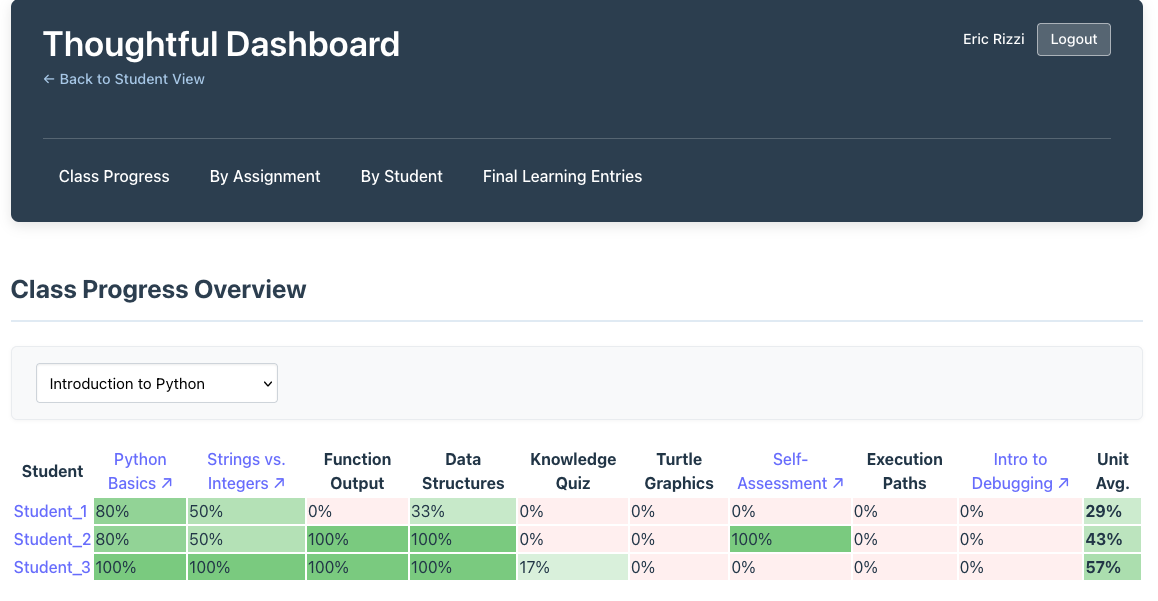 Thoughtful Dashboard
Eric Rizzi
Logout
← Back to Student View
Class Progress By Assignment By Student Final Learning Entries
Class Progress Overview
Introduction to Python
Student Python Basics ↗ Strings vs. Integers ↗ Function Output Data Structures Knowledge Quiz Turtle Graphics Self-Assessment ↗ Execution Paths Intro to Debugging ↗ Unit Avg.
Student_1 80% 50% 0% 33% 0% 0% 0% 0% 0% 29%
Student_2 80% 50% 100% 100% 0% 0% 100% 0% 0% 43%
Student_3 100% 100% 100% 100% 17% 0% 0% 0% 0% 57%